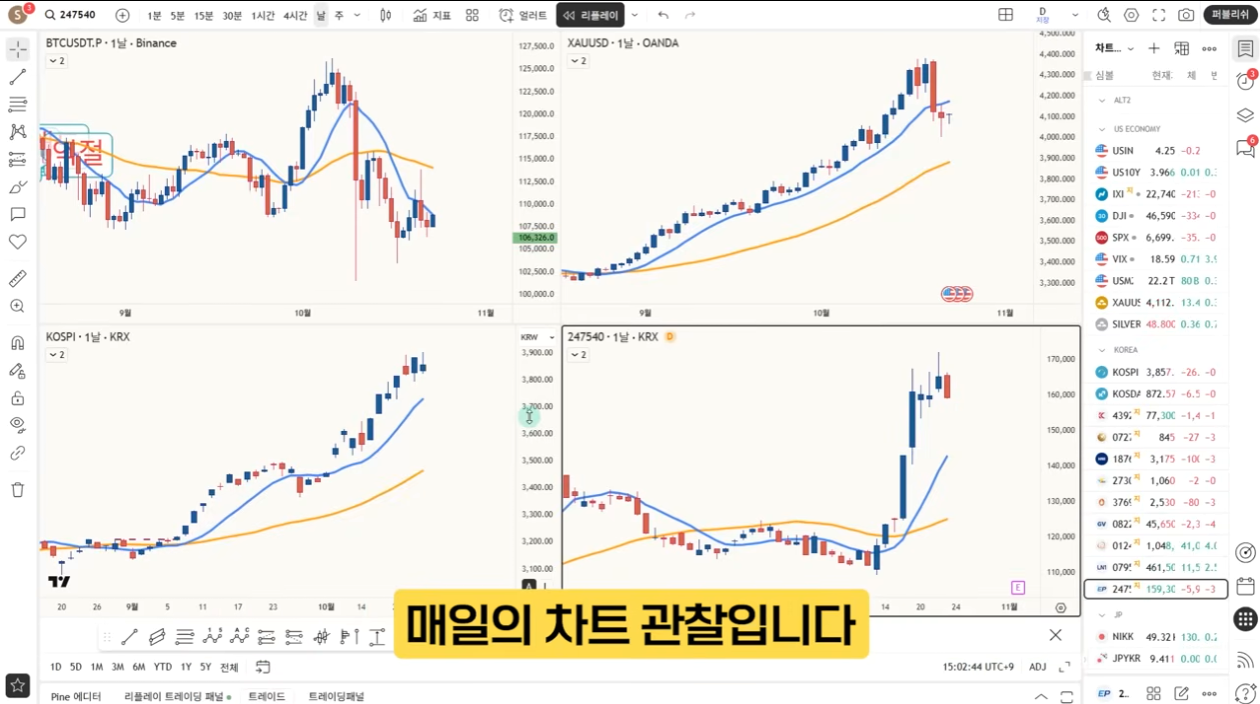 S 3 247540 1분 5분 15분 30분 1시간 4시간 날 주 지표 얼러트 리플레이 D 저장 퍼블리쉬
BTCUSDT.P · 1날 · Binance
2
익절
127,500.0
125,000.0
122,500.0
120,000.0
117,500.0
115,000.0
112,500.0
110,000.0
107,500.0
106,326.0
105,000.0
102,500.0
100,000.0
9월 10월 11월
XAUUSD · 1날 · OANDA
2
4,500.000
4,400.000
4,300.000
4,200.000
4,100.000
4,000.000
3,900.000
3,800.000
3,700.000
3,600.000
3,500.000
3,400.000
3,300.000
9월 10월 11월
KOSPI · 1날 · KRX
2
KRW
3,900.00
3,800.00
3,700.00
3,600.00
3,500.00
3,400.00
3,300.00
3,200.00
3,100.00
A L
20 26 9월 5 11 17 23 10월 14
247540 · 1날 · KRX D
2
170,000
160,000
150,000
140,000
130,000
120,000
110,000
E
14 20 24 11월
매일의 차트 관찰입니다
1D 5D 1M 3M 6M YTD 1Y 5Y 전체
15:02:44 UTC+9 ADJ
Pine 에디터 리플레이 트레이딩 패널 트레이드 트레이딩패널
차트...
심볼 현재: 체 ㅂ
ALT2
US ECONOMY
USIN 4.25 -0.2
US10Y 3.966 0.01 0.
IXI 22,740 -21 -0
DJI 46,590 -334 -0
SPX 6,699. -35. -0
VIX 18.59 0.71 3.9
USM 22.2T 80B 0.
XAUUS 4,112. 13.4 0.
SILVER 48.800 0.36 0.7
KOREA
KOSPI 3,857. -26. -0
KOSDA 872.57 -6.5 -0
439 77,300 -1,4 -1
072 845 -27 -3
1876 3,175 -100 -3
2730 1,060 -2 -0
3769 2,530 -80 -3
082 45,650 -2,3 -4
012 1,048, 41,0 4.
079 461,50 11,5 2.5
247 159,30 -5,9 -3
JP
NIKK 49.32 130. 0.2
JPYKR 9.411 0.00 0.0
EP 2..
3
6